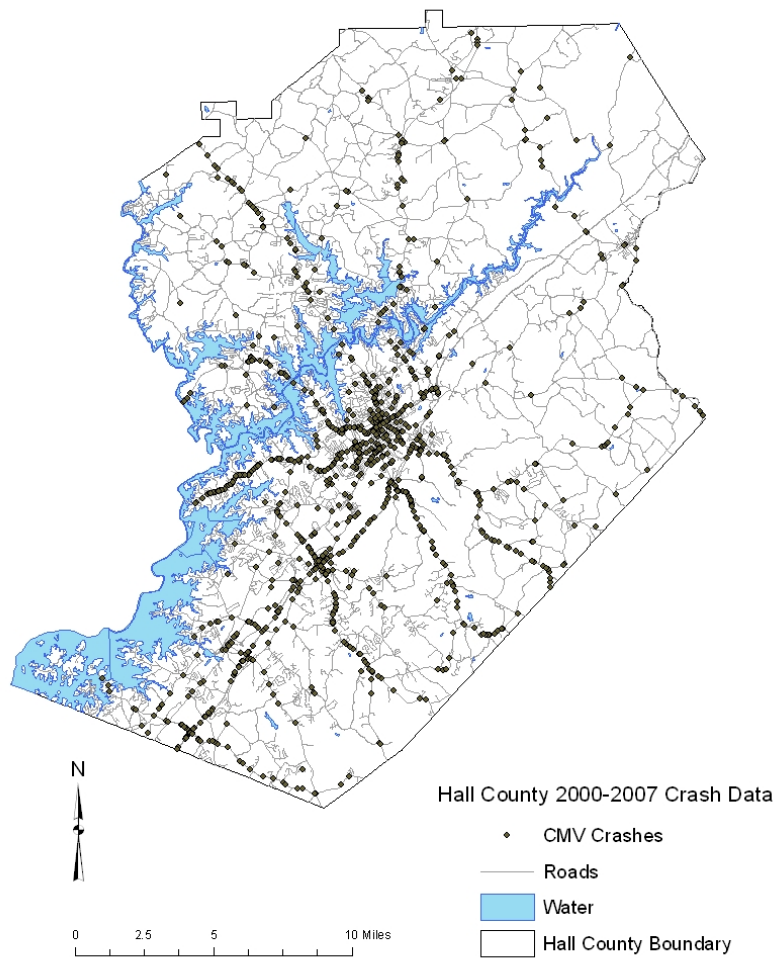 N
Hall County 2000-2007 Crash Data
CMV Crashes
Roads
Water
Hall County Boundary
0 2.5 5 10 Miles